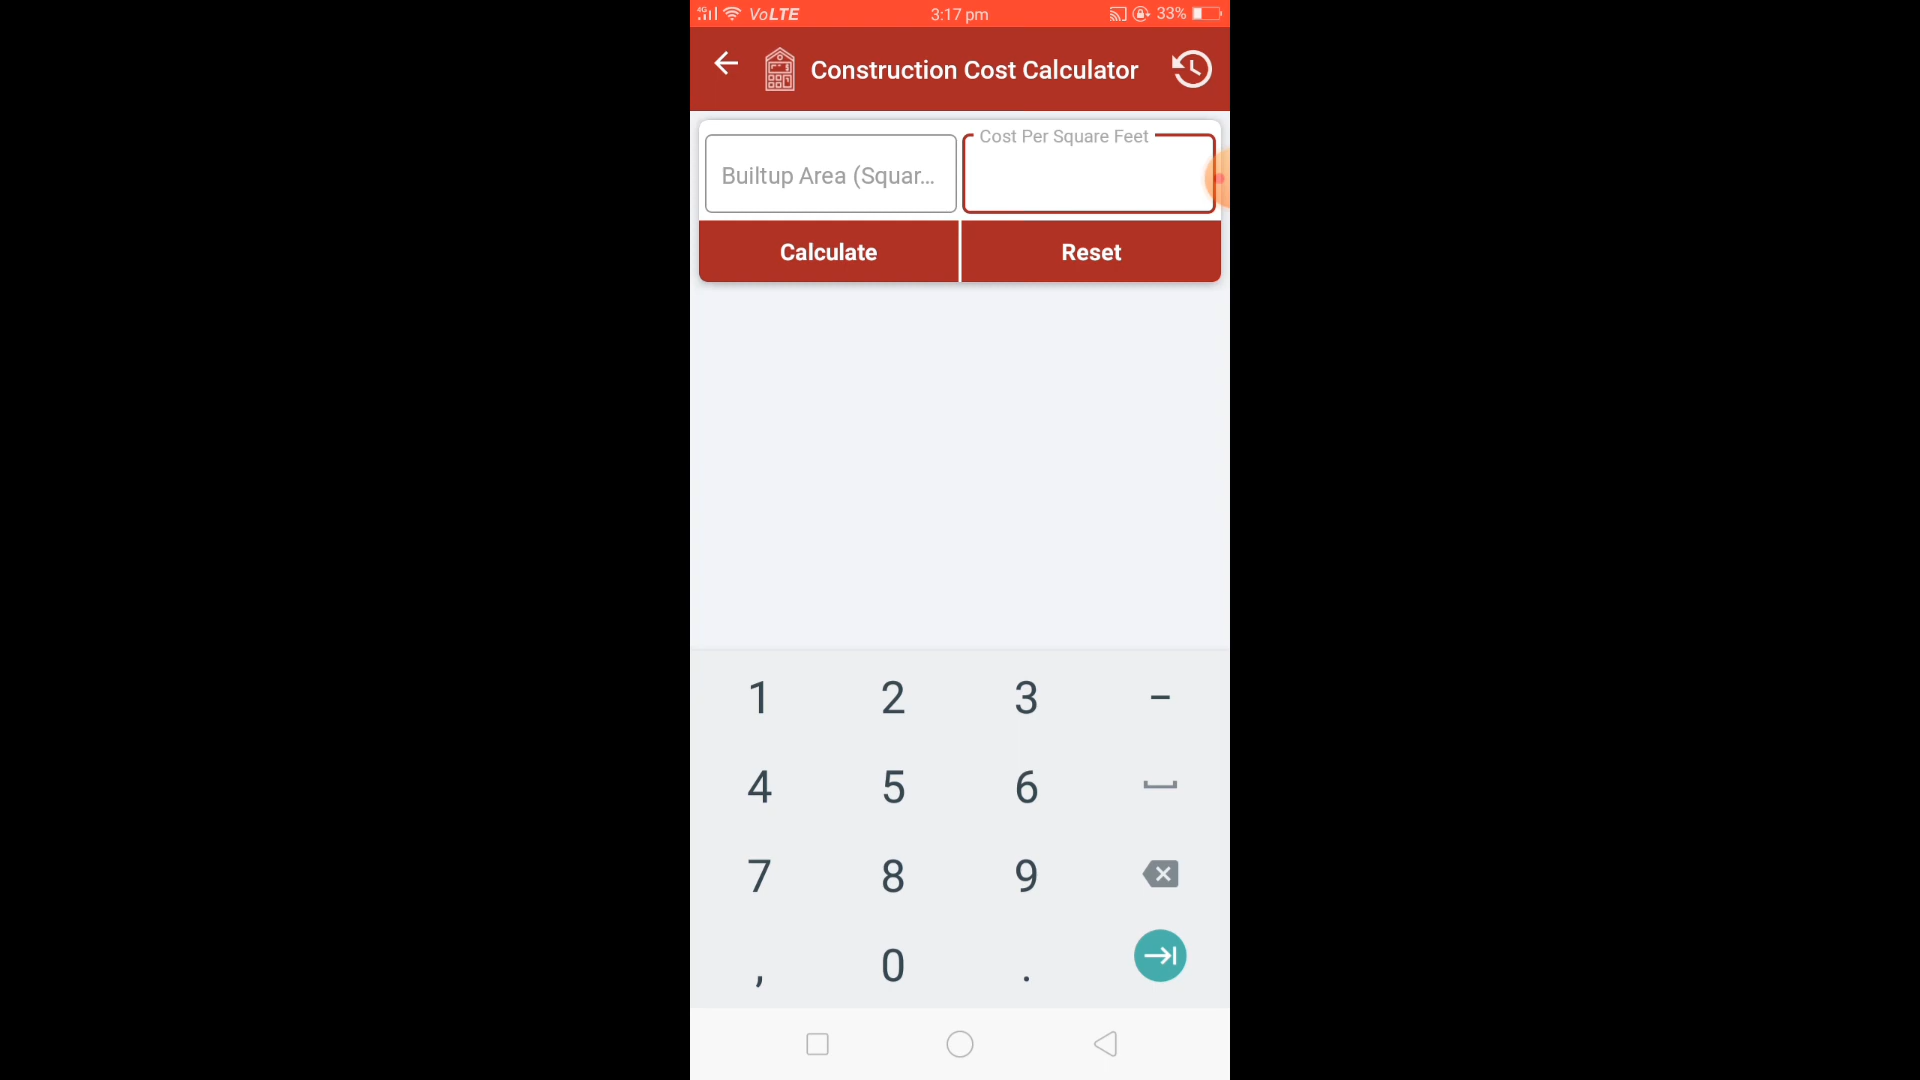 4G VoLTE 3:17 pm 33%
Construction Cost Calculator
Cost Per Square Feet
Builtup Area (Squar...
Calculate Reset
1 2 3 -
4 5 6
7 8 9
, 0 .